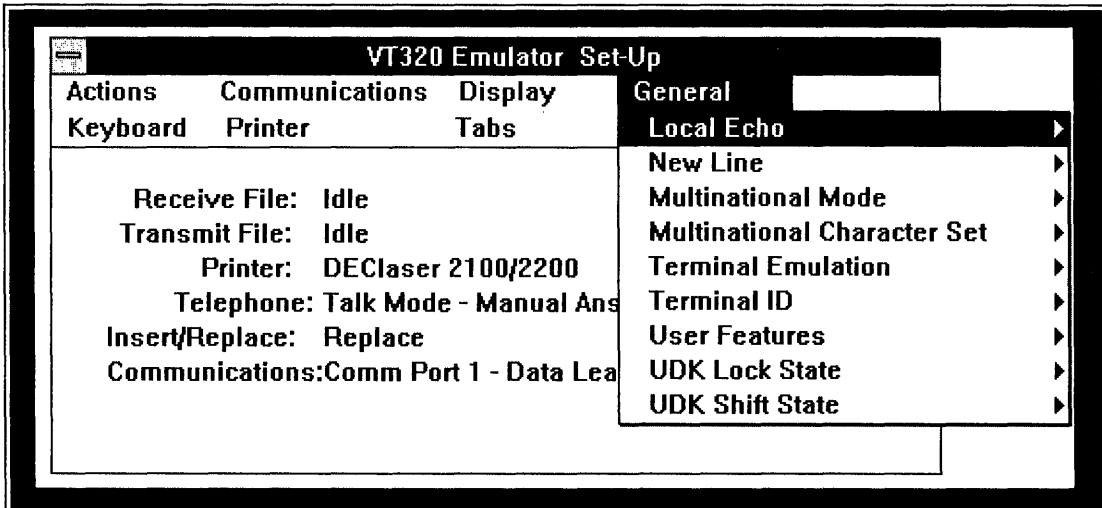 VT320 Emulator Set-Up
Actions Communications Display General
Keyboard Printer Tabs
Local Echo
New Line
Multinational Mode
Multinational Character Set
Terminal Emulation
Terminal ID
User Features
UDK Lock State
UDK Shift State
Receive File: Idle
Transmit File: Idle
Printer: DEClaser 2100/2200
Telephone: Talk Mode - Manual Ans
Insert/Replace: Replace
Communications:Comm Port 1 - Data Lea